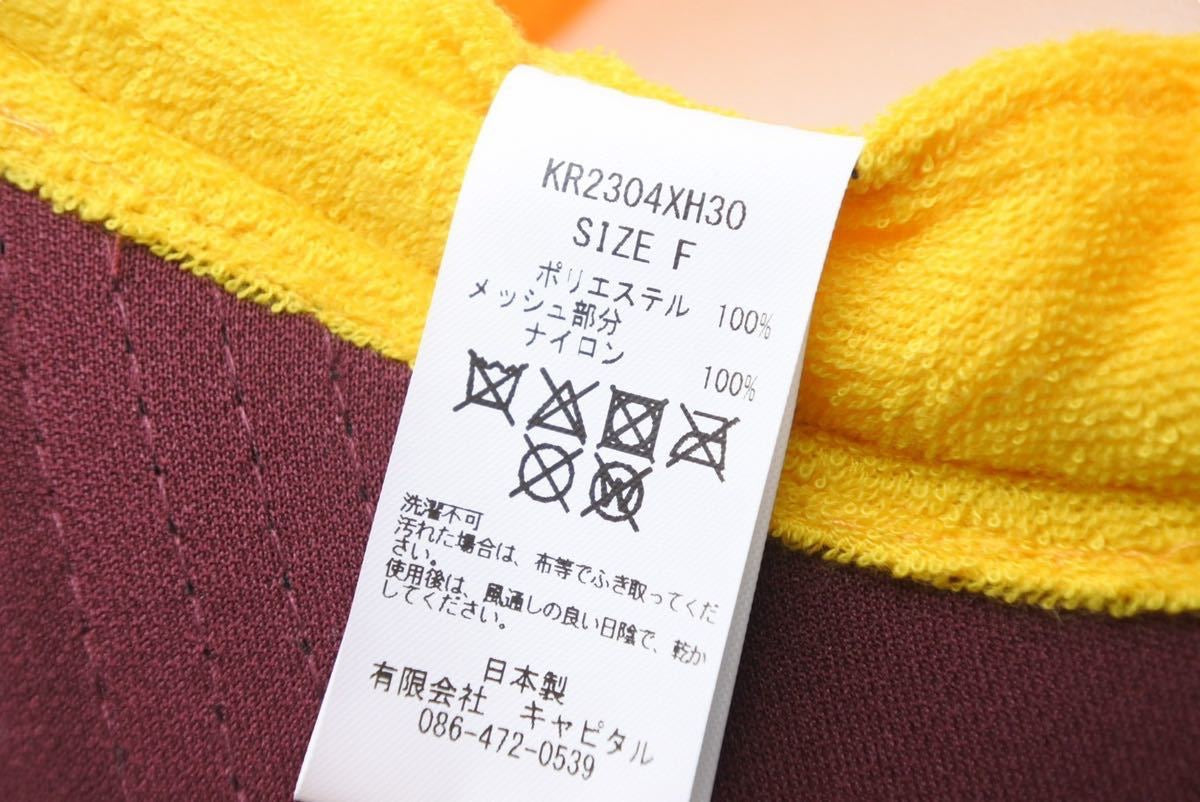 KR2304XH30
SIZE F
ポリエステル 100%
メッシュ部分
ナイロン 100%
W
洗濯不可
汚れた場合は、布等でふき取ってくだ
さい。
使用後は、風通しの良い日陰で、乾か
してください。
日本製
有限会社 キャピタル
086-472-0539